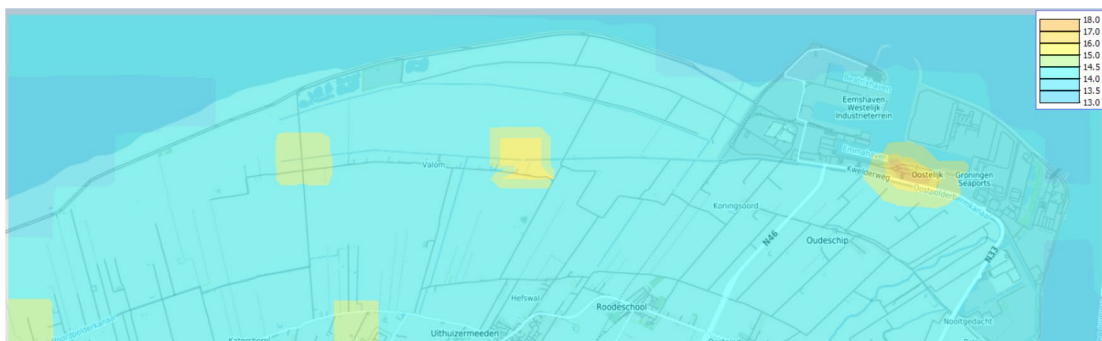 18.0
17.0
16.0
15.0
14.5
14.0
13.5
13.0
Beatrixhaven
Eemshaven
Westelijk
Industrieterrein
Valom
Kwelderweg
Oostelijk
Groningen
Seaports
Koningsoord
N46
Oudeschip
N33
Hefswal
Roodeschool
Nooitgedacht
Uithuizermeeden